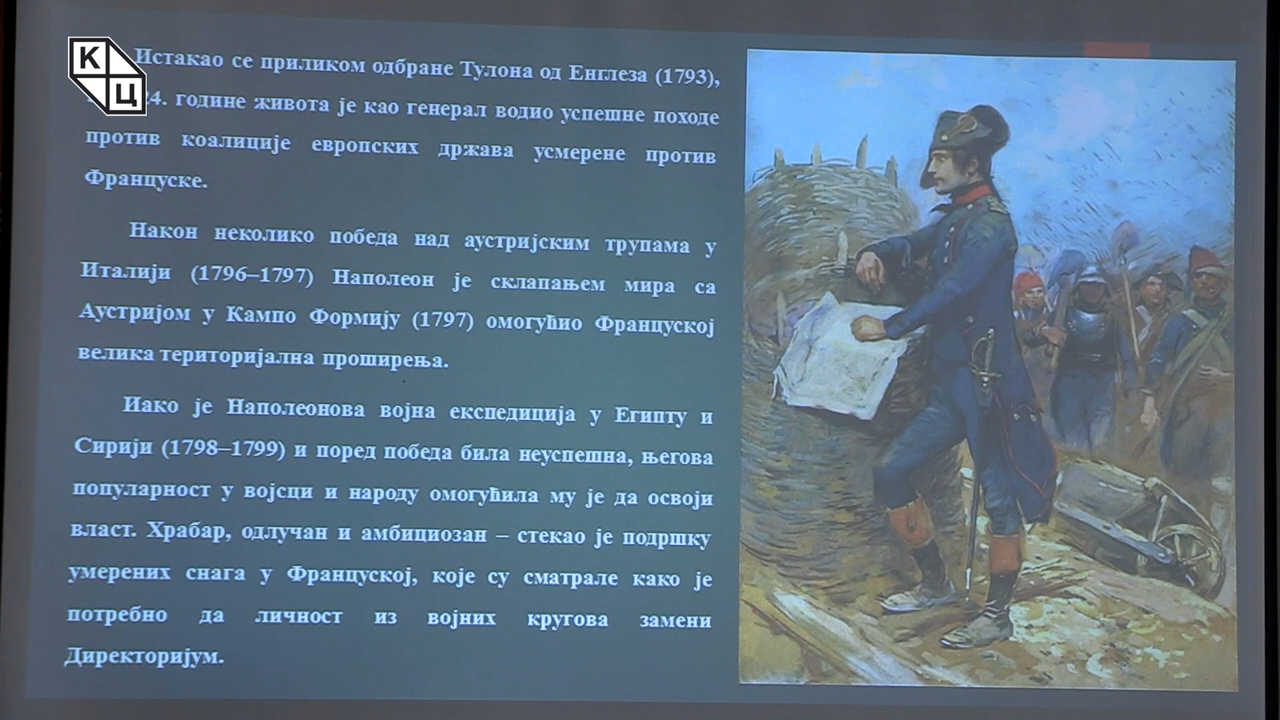 К
Ц
Истакао се приликом одбране Тулона од Енглеза (1793),
24. године живота је као генерал водио успешне походе
против коалиције европских држава усмерене против
Француске.
Након неколико победа над аустријским трупама у
Италији (1796–1797) Наполеон је склапањем мира са
Аустријом у Кампо Формију (1797) омогућио Француској
велика територијална проширења.
Иако је Наполеонова војна експедиција у Египту и
Сирији (1798–1799) и поред победа била неуспешна, његова
популарност у војсци и народу омогућила му је да освоји
власт. Храбар, одлучан и амбициозан – стекао је подршку
умерених снага у Француској, које су сматрале како је
потребно да личност из војних кругова замени
Директоријум.